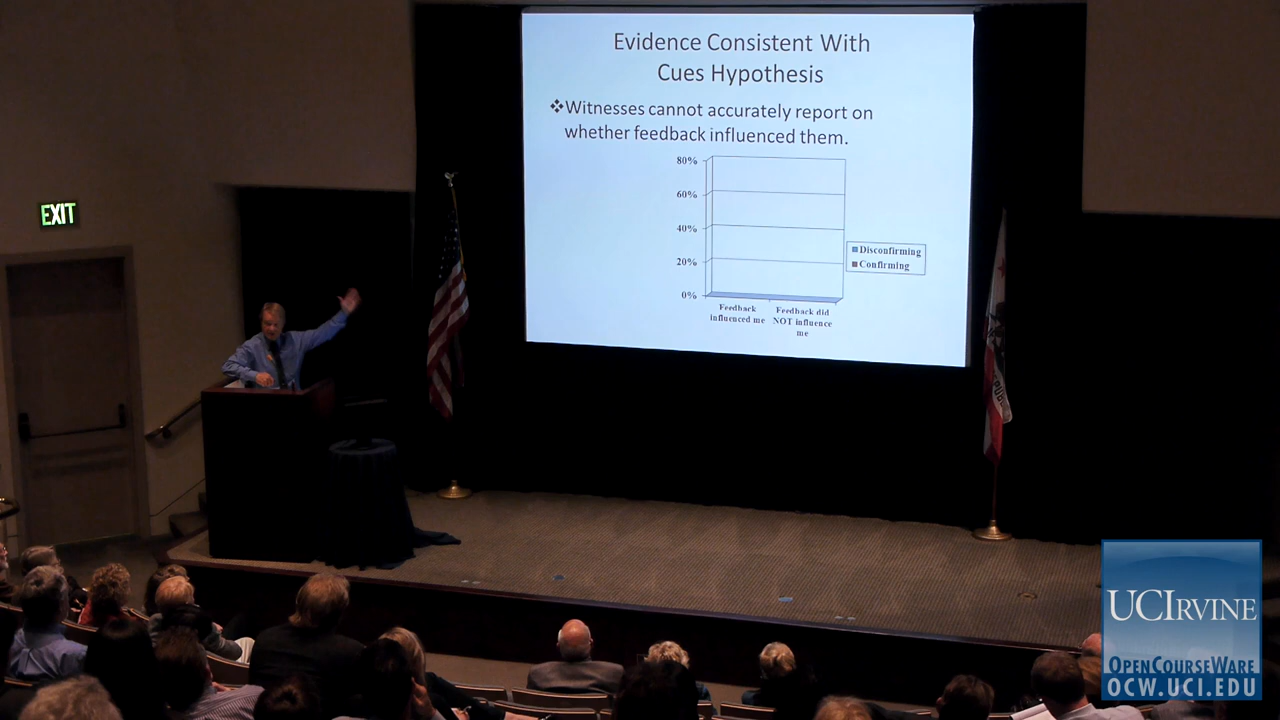 Evidence Consistent With
Cues Hypothesis
❖Witnesses cannot accurately report on
whether feedback influenced them.
80%
60%
40%
20%
0%
Feedback
influenced me
Feedback did
NOT influence
me
Disconfirming
Confirming
EXIT
UCIRVINE
OPENCOURSEWARE
OCW.UCI.EDU